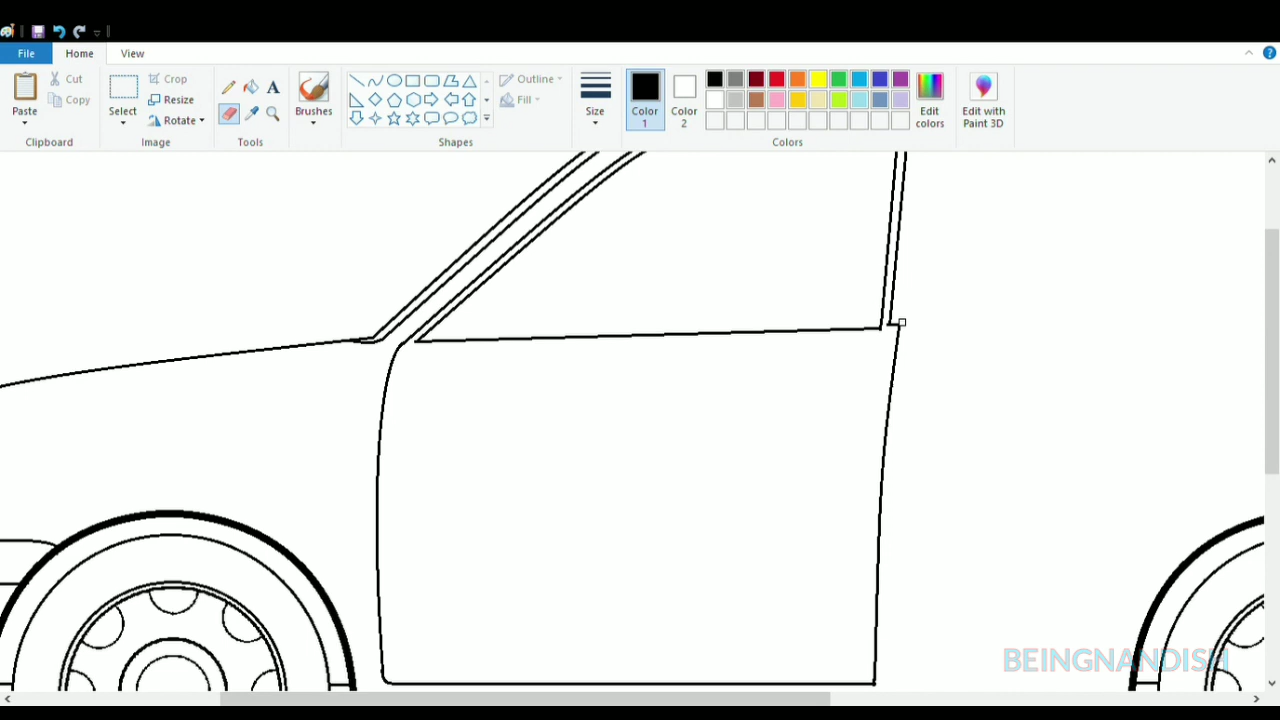 File Home View
Paste Cut Copy Clipboard
Select Crop Resize Rotate Image
A Tools
Brushes
Outline Fill Shapes
Size
Color 1 Color 2 Edit colors Colors
Edit with Paint 3D
?
BEINGNANDISH